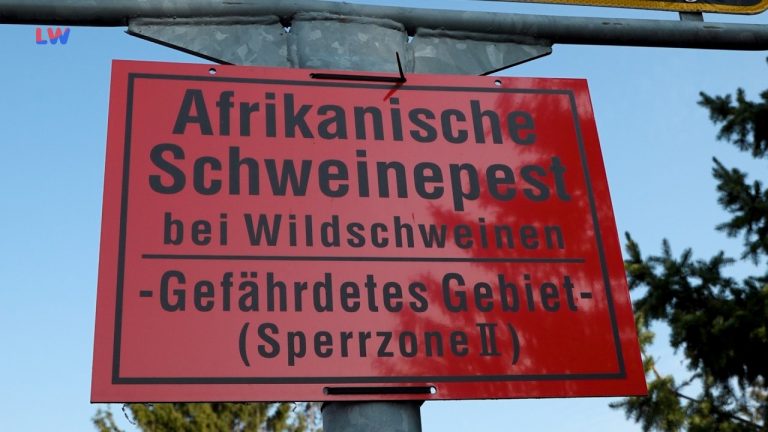 LW
Afrikanische
Schweinepest
bei Wildschweinen
-Gefährdetes Gebiet-
(Sperrzone II)